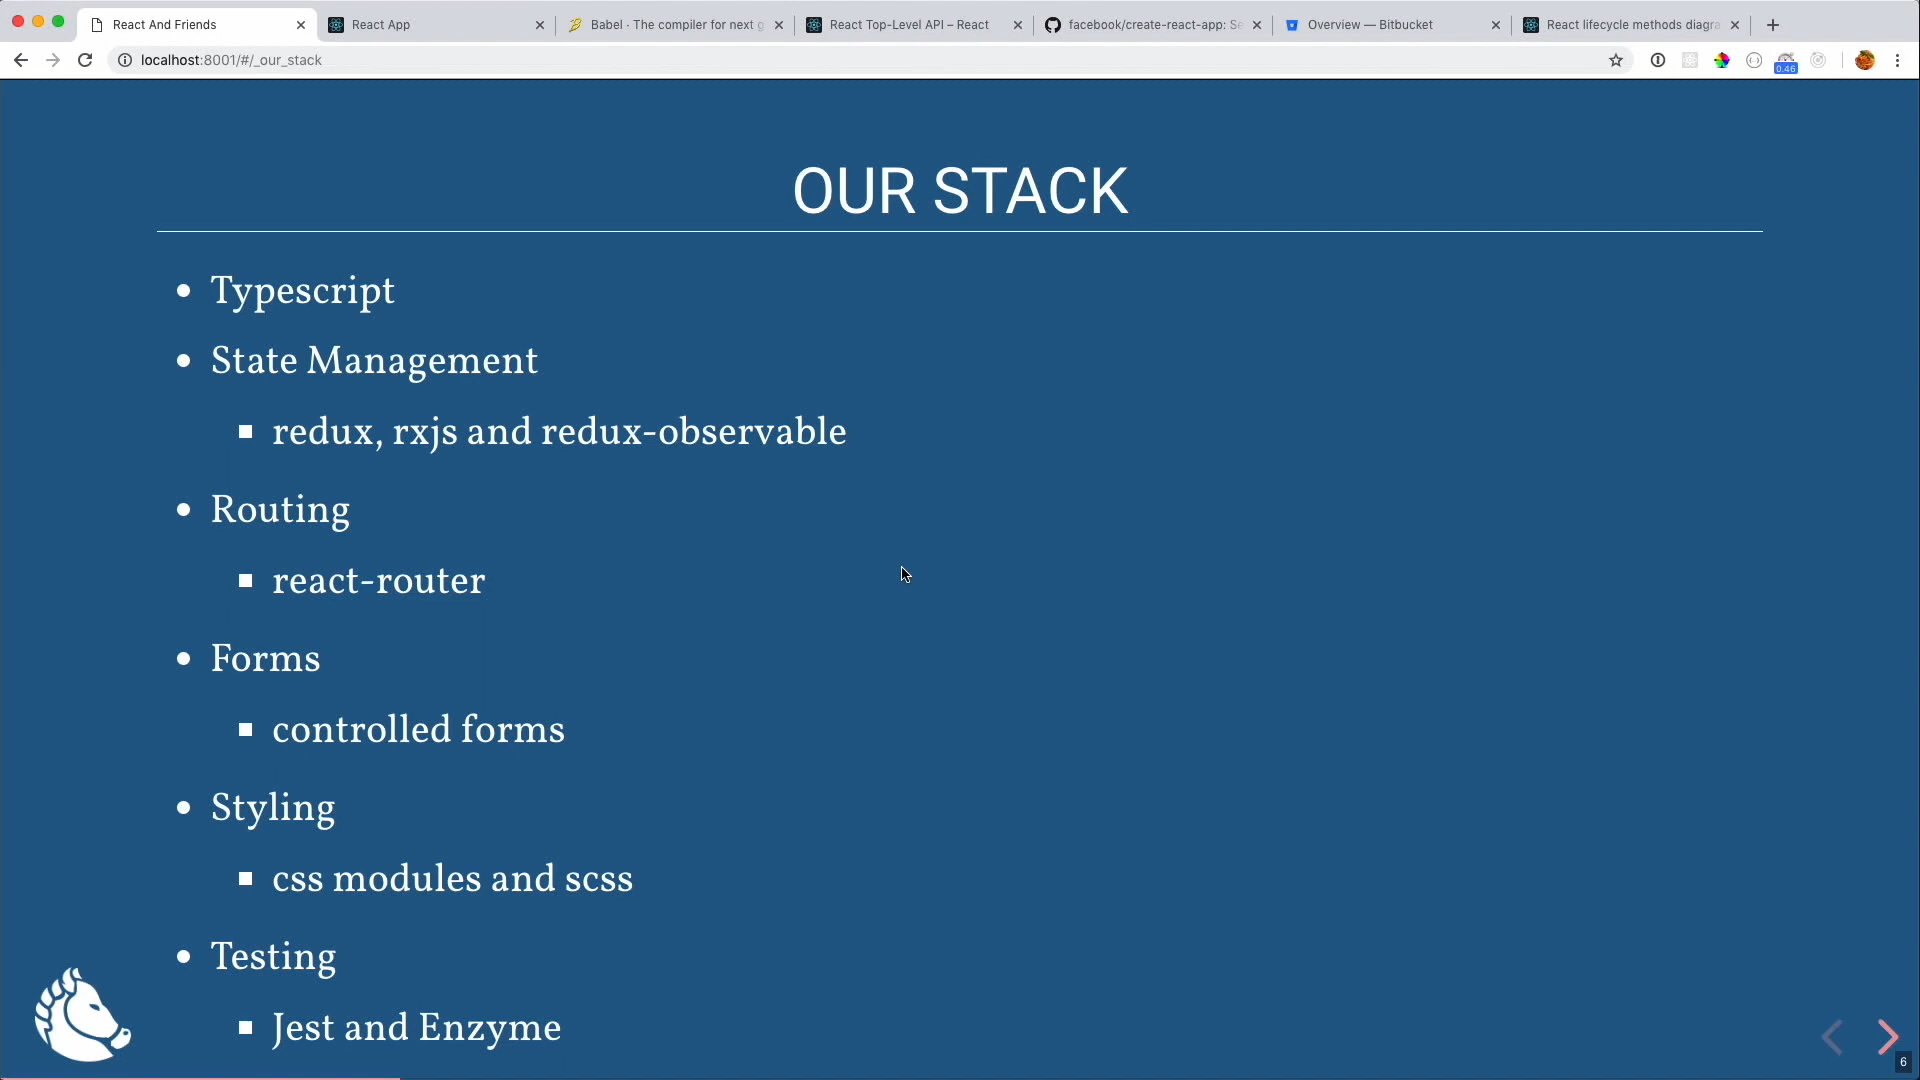 React And Friends
React App
Babel · The compiler for next g
React Top-Level API – React
facebook/create-react-app: Se
Overview — Bitbucket
React lifecycle methods diagra
localhost:8001/#/_our_stack
0.46
OUR STACK
Typescript
State Management
redux, rxjs and redux-observable
Routing
react-router
Forms
controlled forms
Styling
css modules and scss
Testing
Jest and Enzyme
6